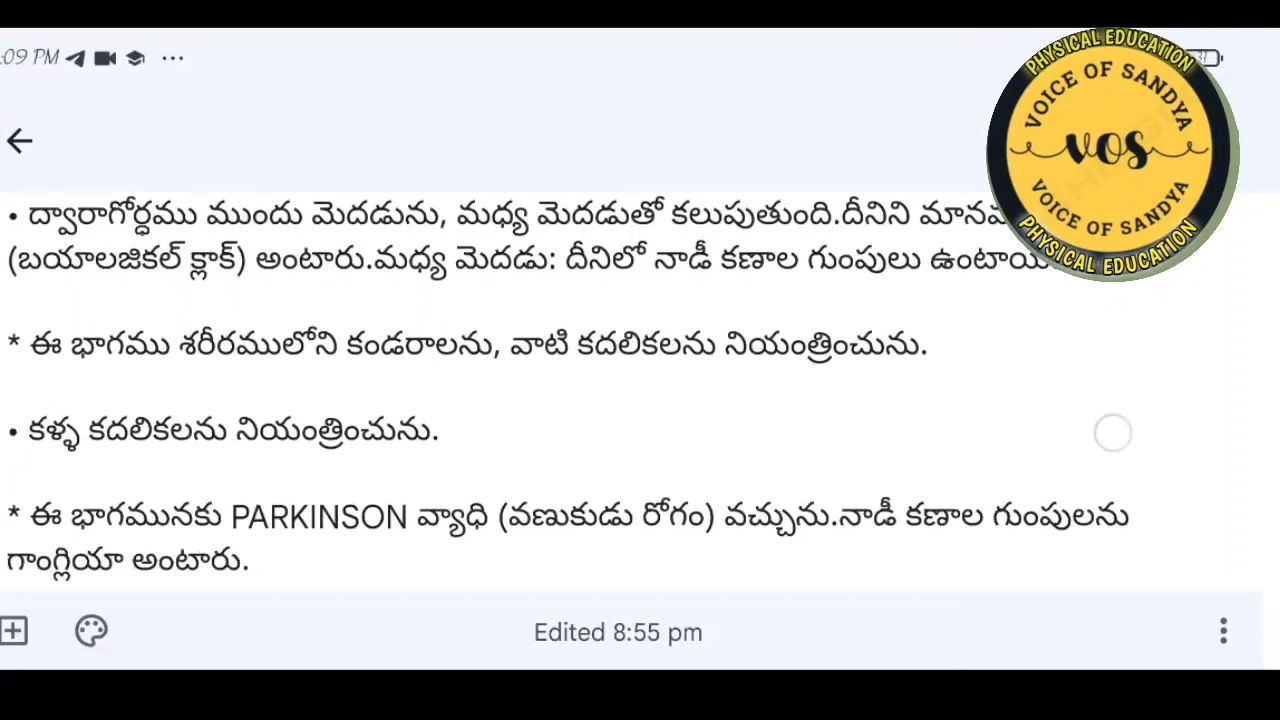 :09 PM
PHYSICAL EDUCATION
VOICE OF SANDYA
vos
VOICE OF SANDYA
PHYSICAL EDUCATION
• ద్వారాగోర్ధము ముందు మెదడును, మధ్య మెదడుతో కలుపుతుంది.దీనిని
(బయాలజికల్ క్లాక్) అంటారు.మధ్య మెదడు: దీనిలో నాడీ కణాల గుంపులు
* ఈ భాగము శరీరములోని కండరాలను, వాటి కదలికలను నియంత్రించును.
• కళ్ళ కదలికలను నియంత్రించును.
* ఈ భాగమునకు PARKINSON వ్యాధి (వణుకుడు రోగం) వచ్చును.నాడీ కణాల గుంపులను
గాంగ్లియా అంటారు.
Edited 8:55 pm